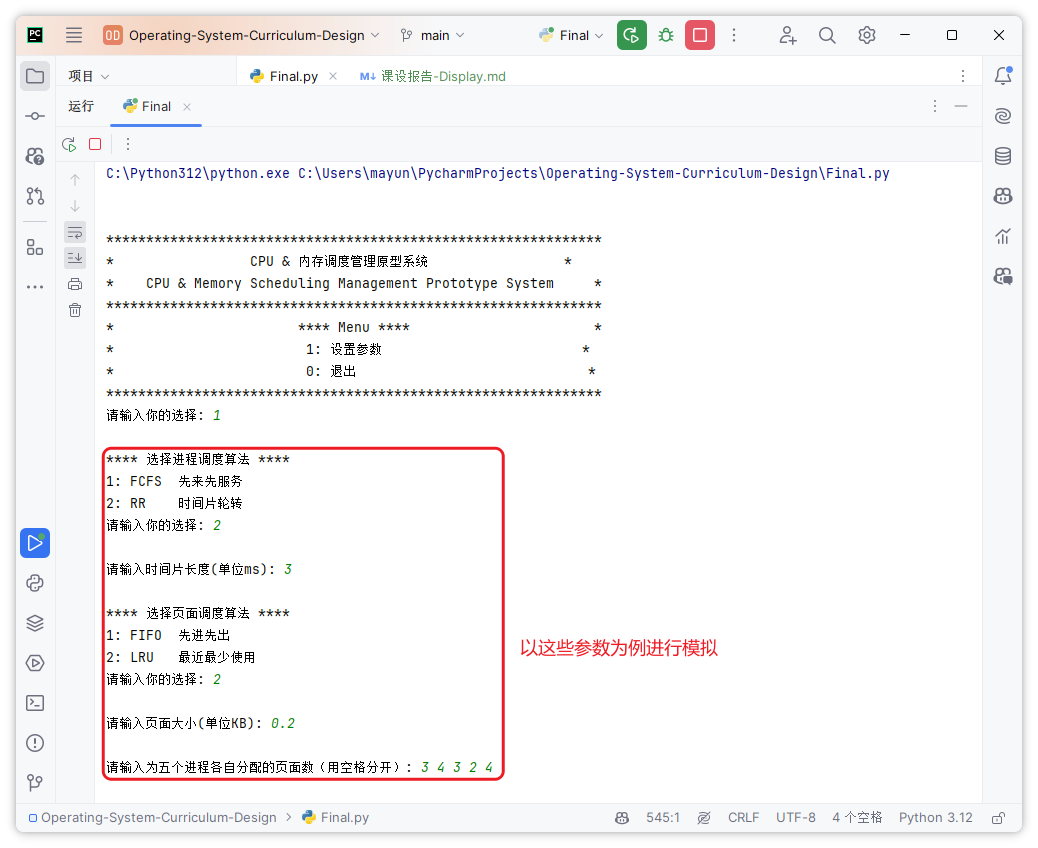 PC OD Operating-System-Curriculum-Design main Final
项目 Final.py M↓ 课设报告-Display.md
运行 Final
C:\Python312\python.exe C:\Users\mayun\PycharmProjects\Operating-System-Curriculum-Design\Final.py
**************************************************************
* CPU & 内存调度管理原型系统 *
* CPU & Memory Scheduling Management Prototype System *
**************************************************************
* **** Menu **** *
* 1: 设置参数 *
* 0: 退出 *
**************************************************************
请输入你的选择: 1
**** 选择进程调度算法 ****
1: FCFS 先来先服务
2: RR 时间片轮转
请输入你的选择: 2
请输入时间片长度(单位ms): 3
**** 选择页面调度算法 ****
1: FIFO 先进先出
2: LRU 最近最少使用
请输入你的选择: 2
以这些参数为例进行模拟
请输入页面大小(单位KB): 0.2
请输入为五个进程各自分配的页面数（用空格分开）: 3 4 3 2 4
Operating-System-Curriculum-Design Final.py 545:1 CRLF UTF-8 4 个空格 Python 3.12